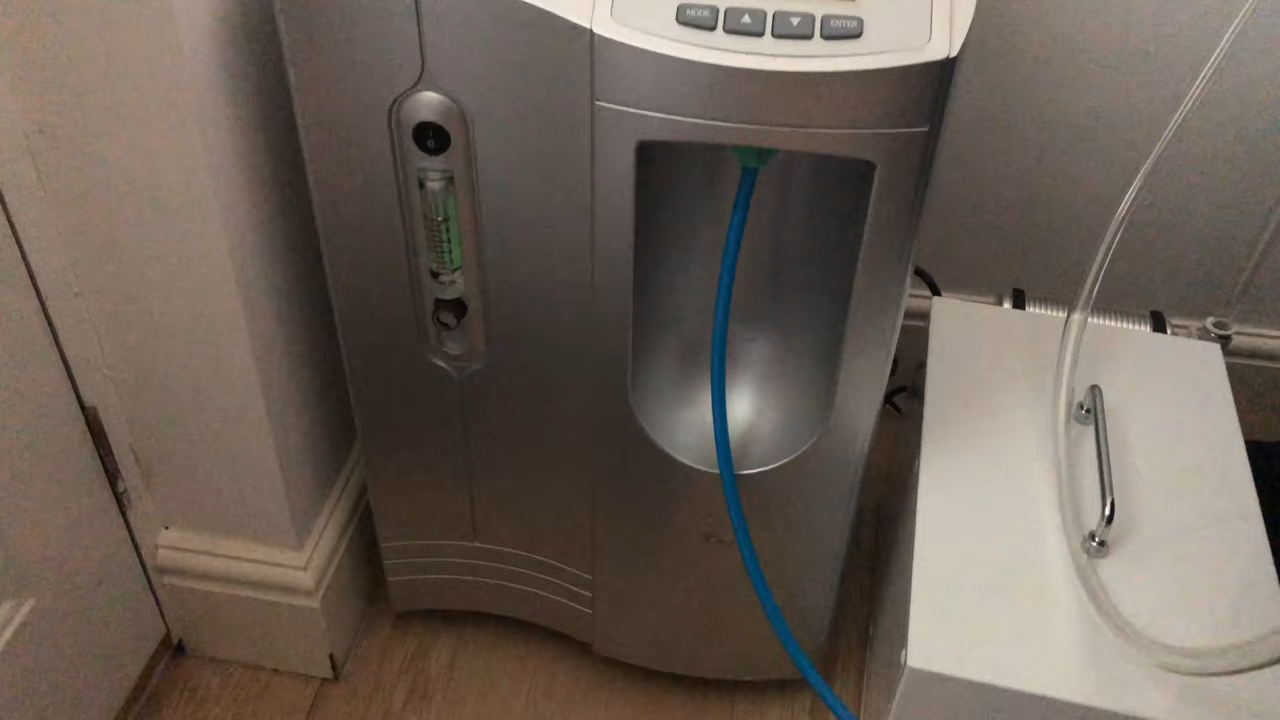 MODE ▲ ▼ ENTER
I
O